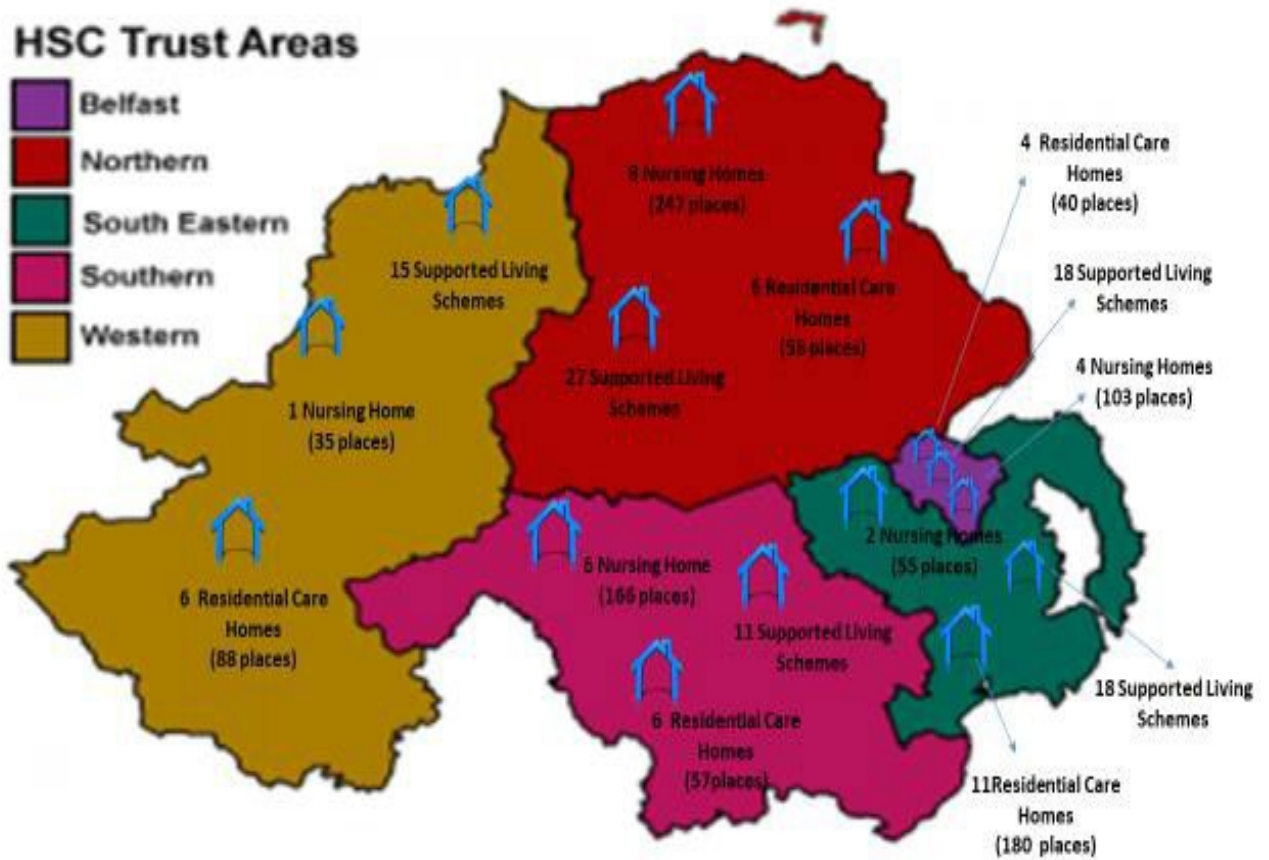 HSC Trust Areas
Belfast
Northern
South Eastern
Southern
Western
8 Nursing Homes
(247 places)
6 Residential Care
Homes
places)
27 Supported Living
Schemes
15 Supported Living
Schemes
1 Nursing Home
(35 places)
6 Residential Care
Homes
(88 places)
Nursing Home
(166 places)
11 Supported Living
Schemes
6 Residential Care
Homes
(57places)
4 Residential Care
Homes
(40 places)
18 Supported Living
Schemes
4 Nursing Homes
(103 places)
2 Nursing Homes
(55 places)
18 Supported Living
Schemes
11Residential Care
Homes
(180 places)